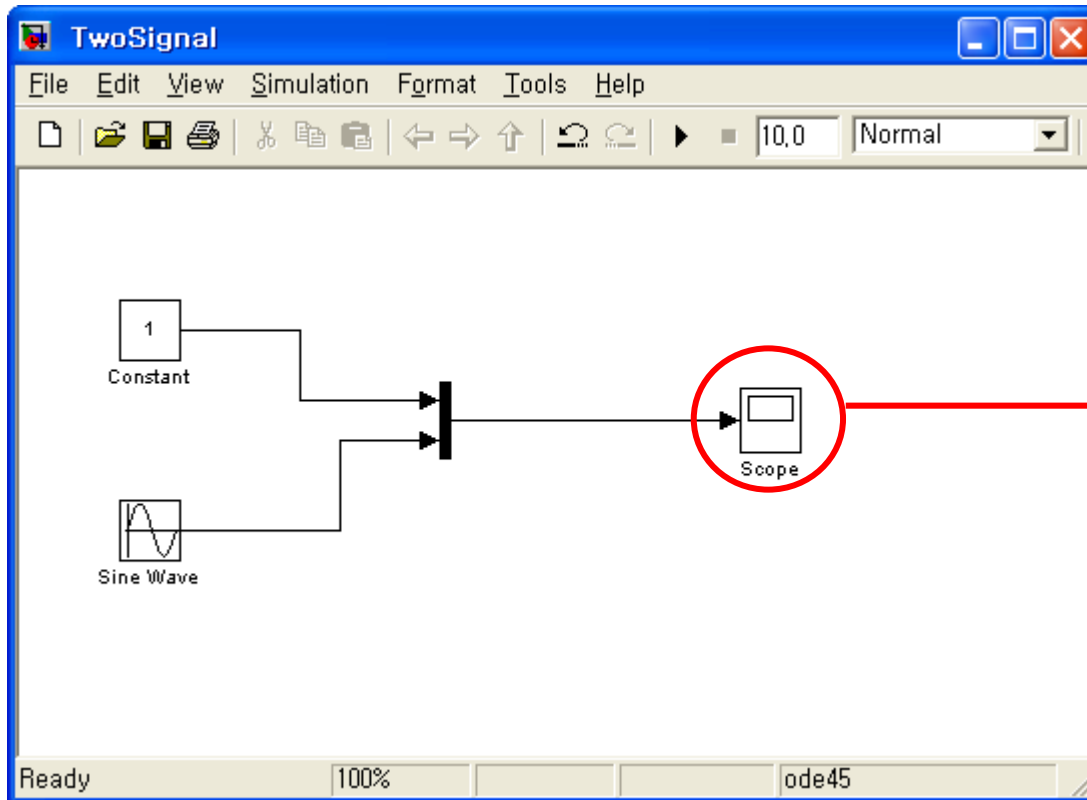 TwoSignal
File Edit View Simulation Format Tools Help
10,0 Normal
1
Constant
Scope
Sine Wave
Ready 100% ode45